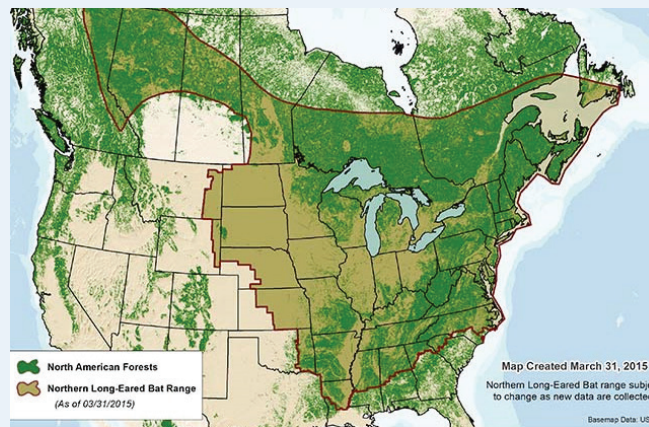 North American Forests
Northern Long-Eared Bat Range
(As of 03/31/2015)
Map Created March 31, 2015
Northern Long-Eared Bat range subj
to change as new data are collecte
Basemap Data: US